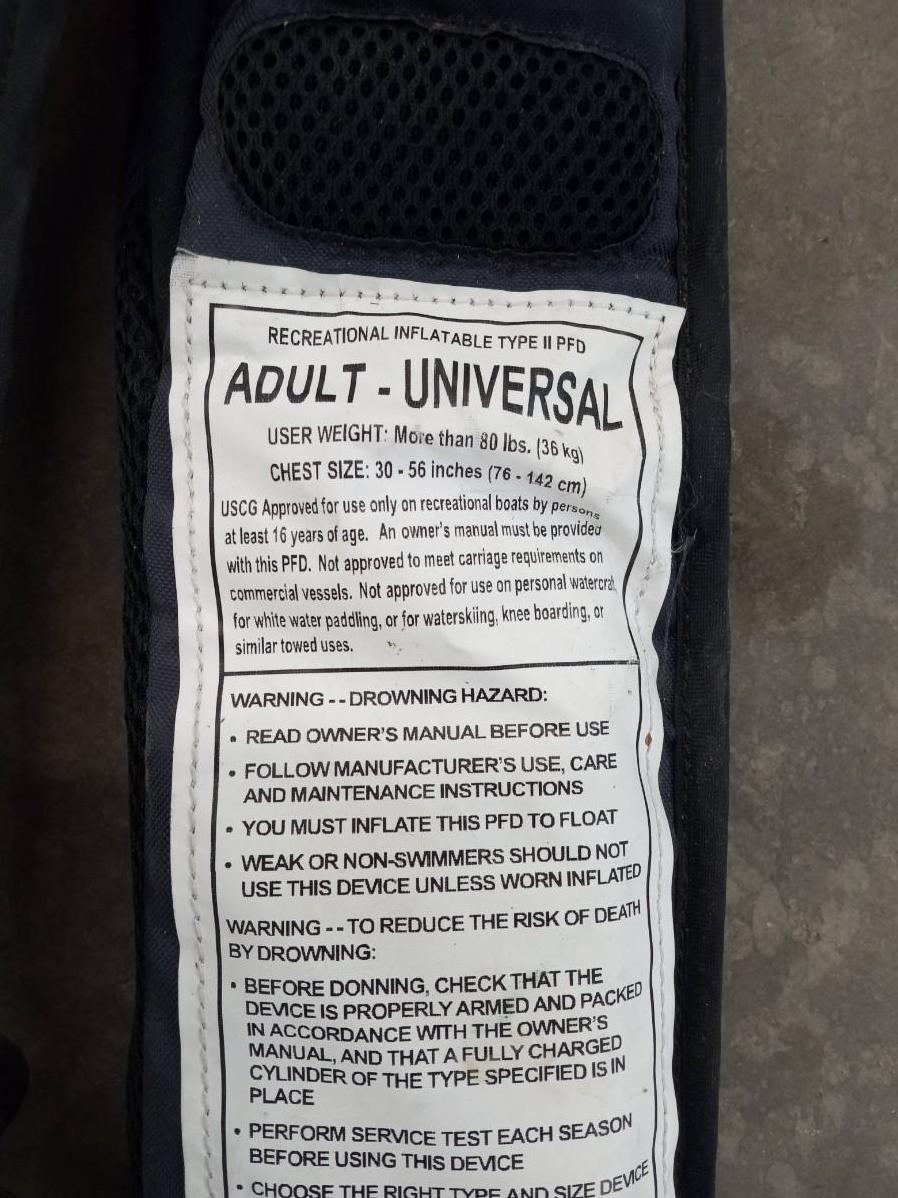 RECREATIONAL INFLATABLE TYPE II PFD
ADULT - UNIVERSAL
USER WEIGHT: More than 80 lbs. (36 kg)
CHEST SIZE: 30 - 56 inches (76 - 142 cm)
USCG Approved for use only on recreational boats by persons
at least 16 years of age. An owner's manual must be provided
with this PFD. Not approved to meet carriage requirements on
commercial vessels. Not approved for use on personal watercraft,
for white water paddling, or for waterskiing, knee boarding, or
similar towed uses.
WARNING -- DROWNING HAZARD:
• READ OWNER'S MANUAL BEFORE USE
• FOLLOW MANUFACTURER'S USE, CARE
AND MAINTENANCE INSTRUCTIONS
• YOU MUST INFLATE THIS PFD TO FLOAT
• WEAK OR NON-SWIMMERS SHOULD NOT
USE THIS DEVICE UNLESS WORN INFLATED
WARNING -- TO REDUCE THE RISK OF DEATH
BY DROWNING:
• BEFORE DONNING, CHECK THAT THE
DEVICE IS PROPERLY ARMED AND PACKED
IN ACCORDANCE WITH THE OWNER'S
MANUAL, AND THAT A FULLY CHARGED
CYLINDER OF THE TYPE SPECIFIED IS IN
PLACE
• PERFORM SERVICE TEST EACH SEASON
BEFORE USING THIS DEVICE
• CHOOSE THE RIGHT TYPE AND SIZE DEVICE